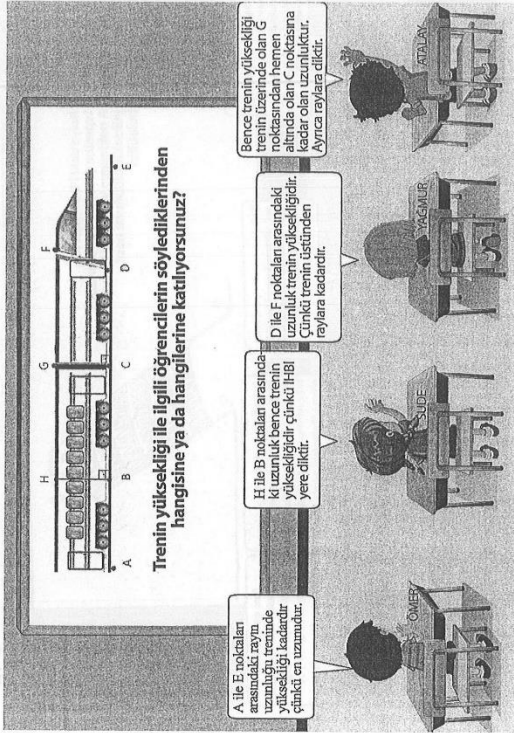 H
G
F
A
B
C
D
E
Trenin yüksekliği ile ilgili öğrencilerin söylediklerinden
hangisine ya da hangilerine katılıyorsunuz?
A ile E noktaları
arasındaki rayın
uzunluğu treninde
yüksekliği kadardır
çünkü en uzunudur.
H ile B noktaları arasında-
ki uzunluk bence trenin
yüksekliğidir çünkü IHBI
yere diktir.
D ile F noktaları arasındaki
uzunluk trenin yüksekliğidir.
Çünkü trenin üstünden
raylara kadardır.
Bence trenin yüksekliği
trenin üzerinde olan G
noktasından hemen
altında olan C noktasına
kadar olan uzunluktur.
Ayrıca raylara diktir.
ÖMER
SUDE
YAĞMUR
ATALAY